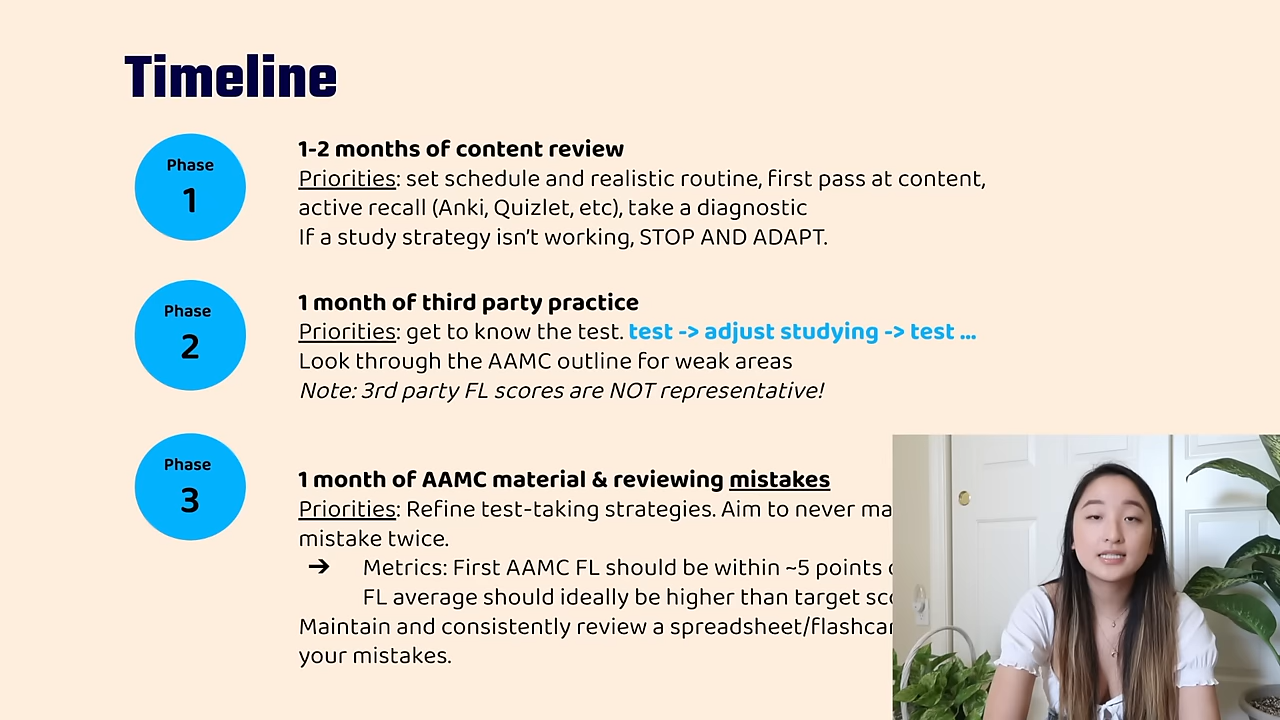 Timeline
Phase
1
1-2 months of content review
Priorities: set schedule and realistic routine, first pass at content,
active recall (Anki, Quizlet, etc), take a diagnostic
If a study strategy isn't working, STOP AND ADAPT.
Phase
2
1 month of third party practice
Priorities: get to know the test. test -> adjust studying -> test ...
Look through the AAMC outline for weak areas
Note: 3rd party FL scores are NOT representative!
Phase
3
1 month of AAMC material & reviewing mistakes
Priorities: Refine test-taking strategies. Aim to never
mistake twice.
➔ Metrics: First AAMC FL should be within ~5 points
FL average should ideally be higher than target
Maintain and consistently review a
your mistakes.